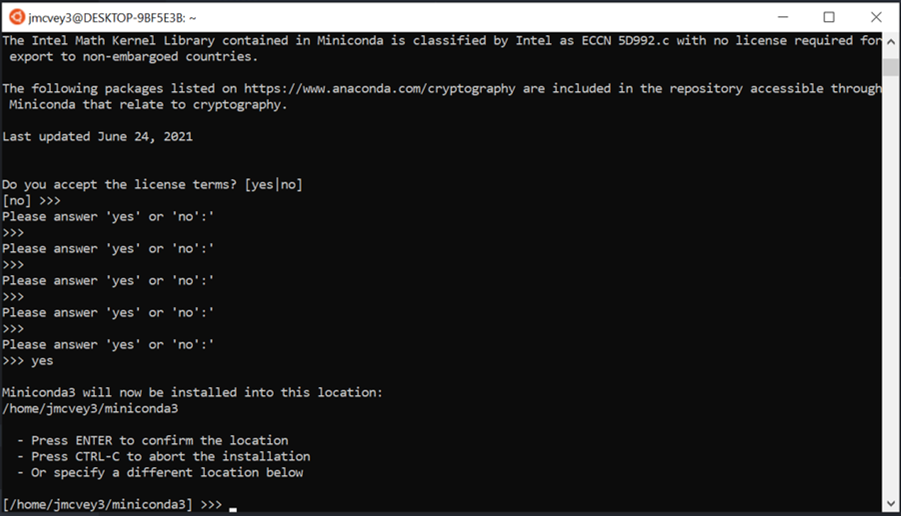 jmcvey3@DESKTOP-9BF5E3B: ~
The Intel Math Kernel Library contained in Miniconda is classified by Intel as ECCN 5D992.c with no license required for
export to non-embargoed countries.
The following packages listed on https://www.anaconda.com/cryptography are included in the repository accessible through
Miniconda that relate to cryptography.
Last updated June 24, 2021
Do you accept the license terms? [yes|no]
[no] >>>
Please answer 'yes' or 'no':'
>>>
Please answer 'yes' or 'no':'
>>>
Please answer 'yes' or 'no':'
>>>
Please answer 'yes' or 'no':'
>>>
Please answer 'yes' or 'no':'
>>> yes
Miniconda3 will now be installed into this location:
/home/jmcvey3/miniconda3
- Press ENTER to confirm the location
- Press CTRL-C to abort the installation
- Or specify a different location below
[/home/jmcvey3/miniconda3] >>>